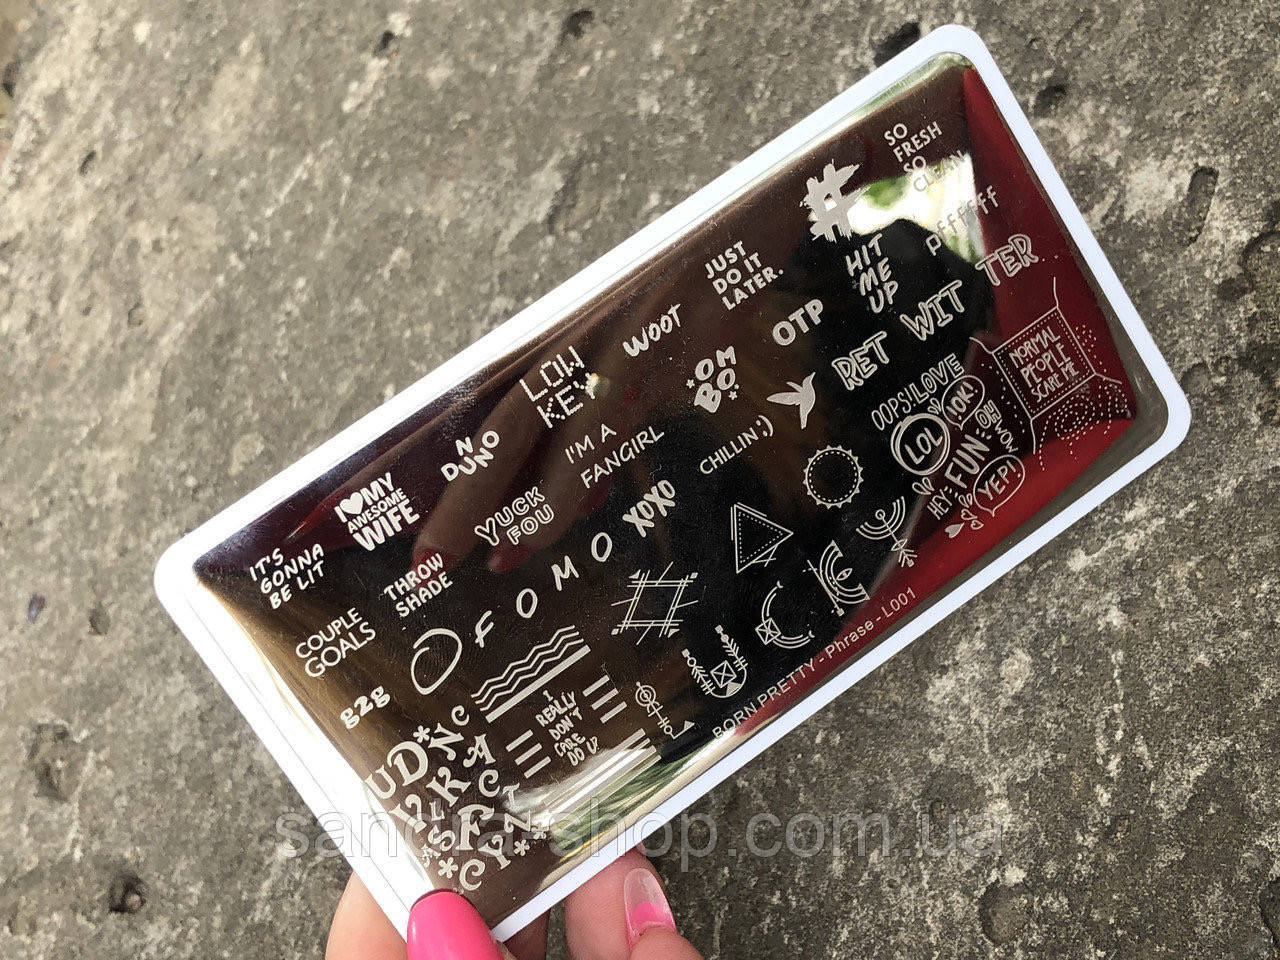 SO
FRESH
SO
CLEAN
pffffff
HIT
ME
UP
JUST
DO IT
LATER.
RET WIT TER
OTP
WOOT
OM
BO
LOW
KEY
NORMAL
PEOPLE
SCARE ME
OOPS! LOVE
LOL
JOK!
HEY: FUN:
OH
WOW
YEP!
CHILLIN:)
I'M A
FANGIRL
N
DUNO
I♥MY
AWESOME
WIFE
YUCK
FOU
XOXO
IT'S
GONNA
BE LIT
THROW
SHADE
FOMO
COUPLE
GOALS
g2g
I
REALLY
DON'T
CARE
DO U?
BORN PRETTY - Phrase - L001
sandra-shop.com.ua